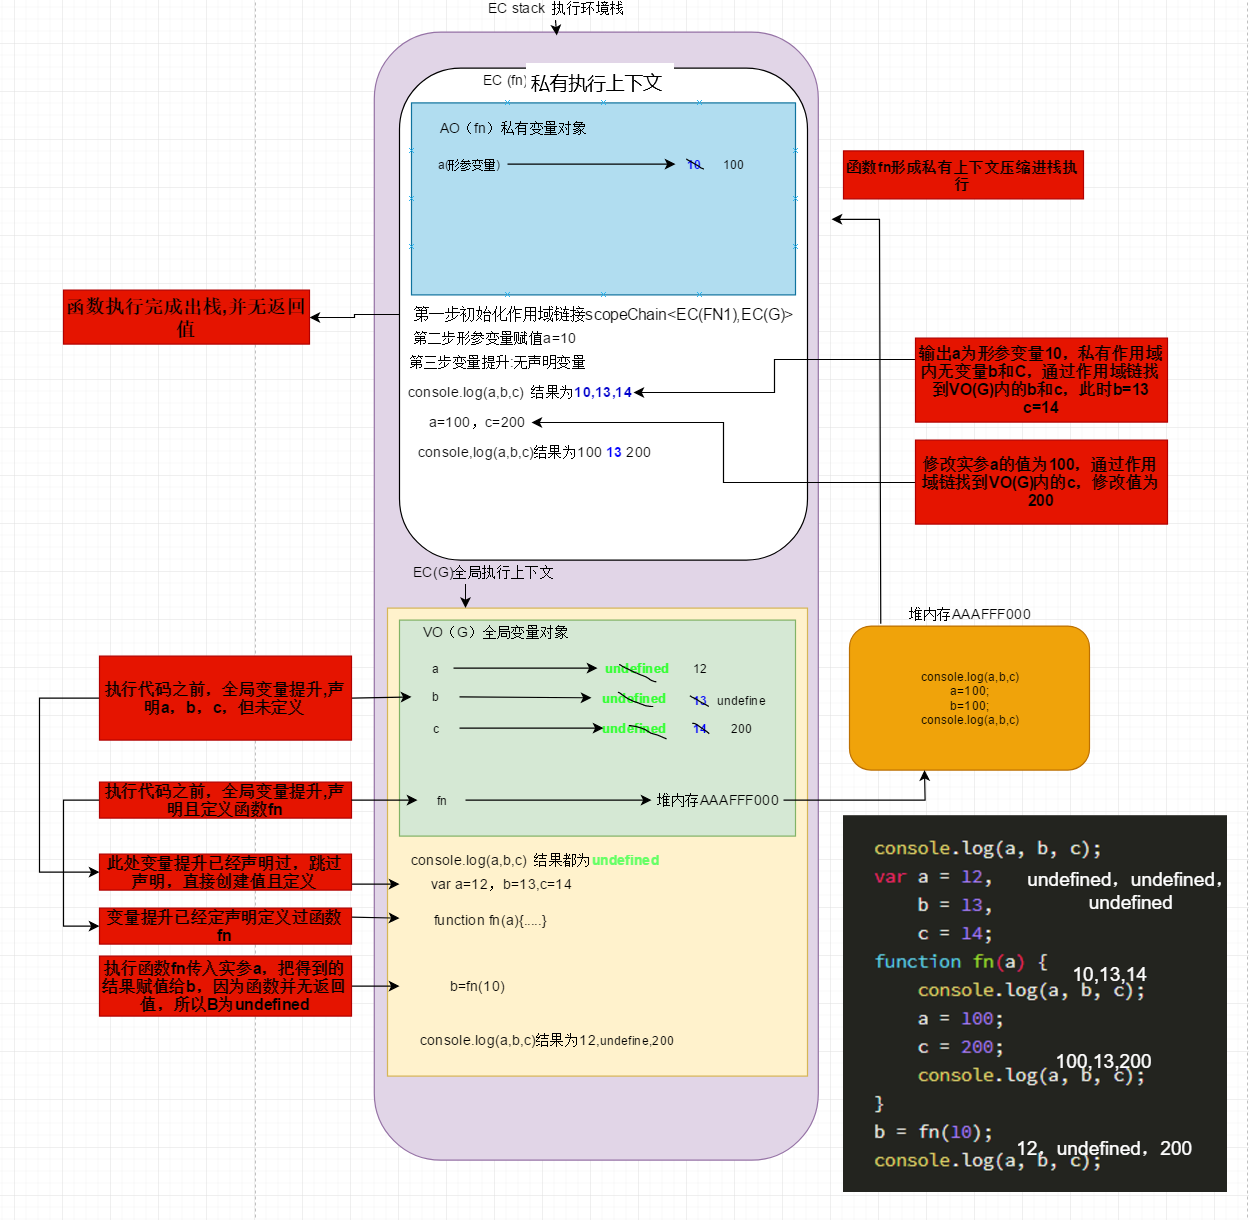 EC stack 执行环境栈
EC (fn) 私有执行上下文
AO（fn）私有变量对象
a(形参变量)
10
100
函数fn形成私有上下文压缩进栈执
行
函数执行完成出栈,并无返回
值
第一步初始化作用域链接scopeChain<EC(FN1),EC(G)>
第二步形参变量赋值a=10
第三步变量提升:无声明变量
console.log(a,b,c) 结果为10,13,14
a=100，c=200
console,log(a,b,c)结果为100 13 200
输出a为形参变量10，私有作用域
内无变量b和C，通过作用域链找
到VO(G)内的b和c，此时b=13
c=14
修改实参a的值为100，通过作用
域链找到VO(G)内的c，修改值为
200
EC(G)全局执行上下文
VO（G）全局变量对象
a
undefined
12
b
undefined
13
undefine
c
undefined
14
200
fn
堆内存AAAFFF000
堆内存AAAFFF000
console.log(a,b,c)
a=100;
b=100;
console.log(a,b,c)
执行代码之前，全局变量提升,声
明a，b，c，但未定义
执行代码之前，全局变量提升,声
明且定义函数fn
此处变量提升已经声明过，跳过
声明，直接创建值且定义
变量提升已经定声明定义过函数
fn
执行函数fn传入实参a，把得到的
结果赋值给b，因为函数并无返回
值，所以B为undefined
console.log(a,b,c) 结果都为undefined
var a=12，b=13,c=14
function fn(a){.....}
b=fn(10)
console.log(a,b,c)结果为12,undefine,200
console.log(a, b, c);
var a = 12,
undefined，undefined，
undefined
b = 13,
c = 14;
function fn(a) {
10,13,14
console.log(a, b, c);
a = 100;
c = 200;
100,13,200
console.log(a, b, c);
}
b = fn(10);
12，undefined，200
console.log(a, b, c);